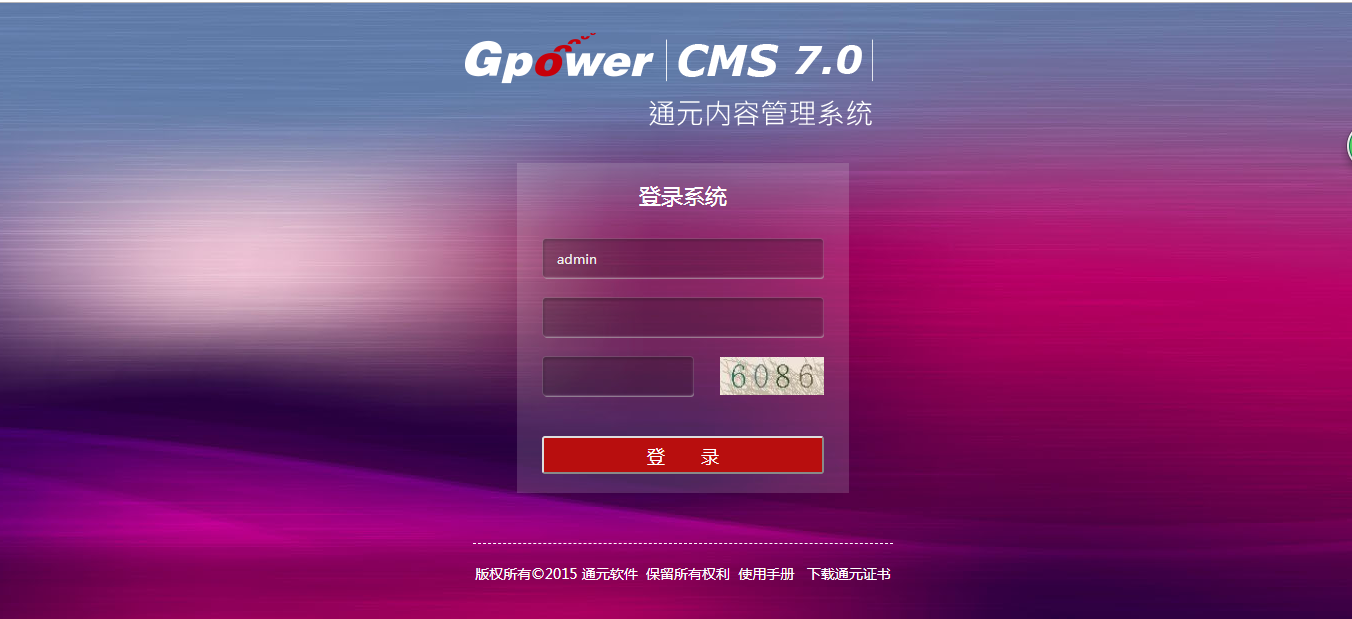 Gpower CMS 7.0
通元内容管理系统
登录系统
admin
6086
登 录
版权所有©2015 通元软件 保留所有权利 使用手册 下载通元证书